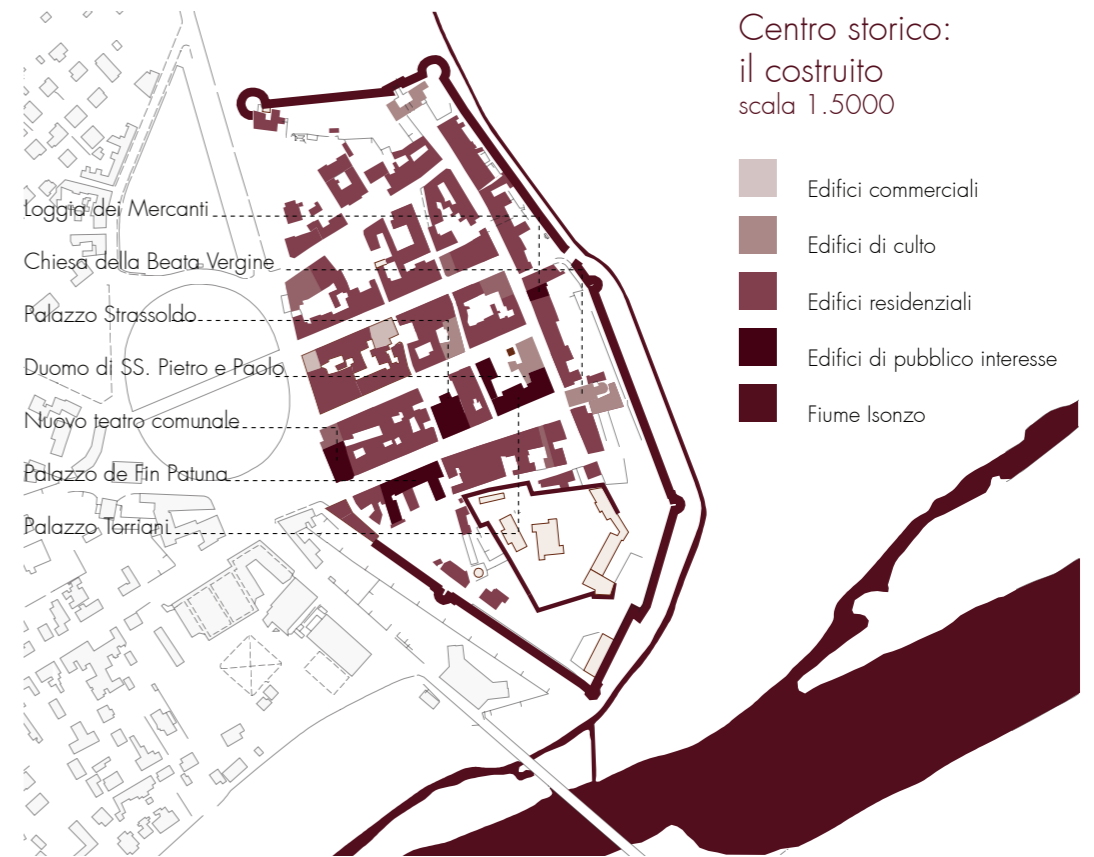 Centro storico:
il costruito
scala 1.5000
Edifici commerciali
Edifici di culto
Edifici residenziali
Edifici di pubblico interesse
Fiume Isonzo
Loggia dei Mercanti
Chiesa della Beata Vergine
Palazzo Strassoldo
Duomo di SS. Pietro e Paolo
Nuovo teatro comunale
Palazzo de Fin Patuna
Palazzo Torriani